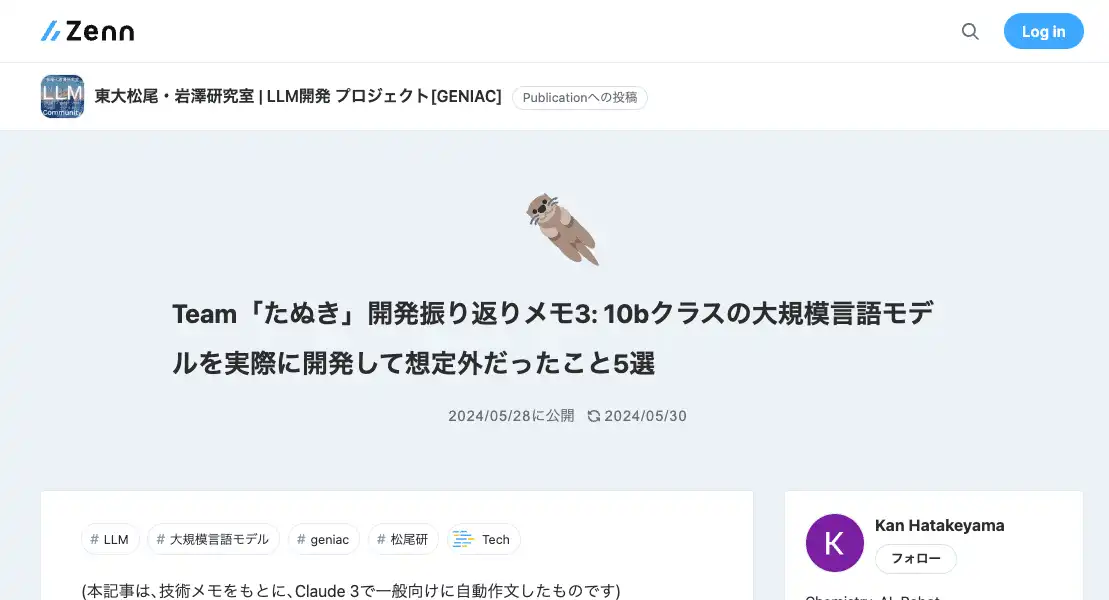 Zenn
Log in
LLM
Community
東大松尾・岩澤研究室 | LLM開発 プロジェクト[GENIAC]
Publicationへの投稿
Team「たぬき」開発振り返りメモ3: 10bクラスの大規模言語モデ
ルを実際に開発して想定外だったこと5選
2024/05/28に公開 2024/05/30
# LLM # 大規模言語モデル # geniac # 松尾研 Tech
(本記事は、技術メモをもとに、Claude 3で一般向けに自動作文したものです)
K
Kan Hatakeyama
フォロー
Chemistry, AI, Robot